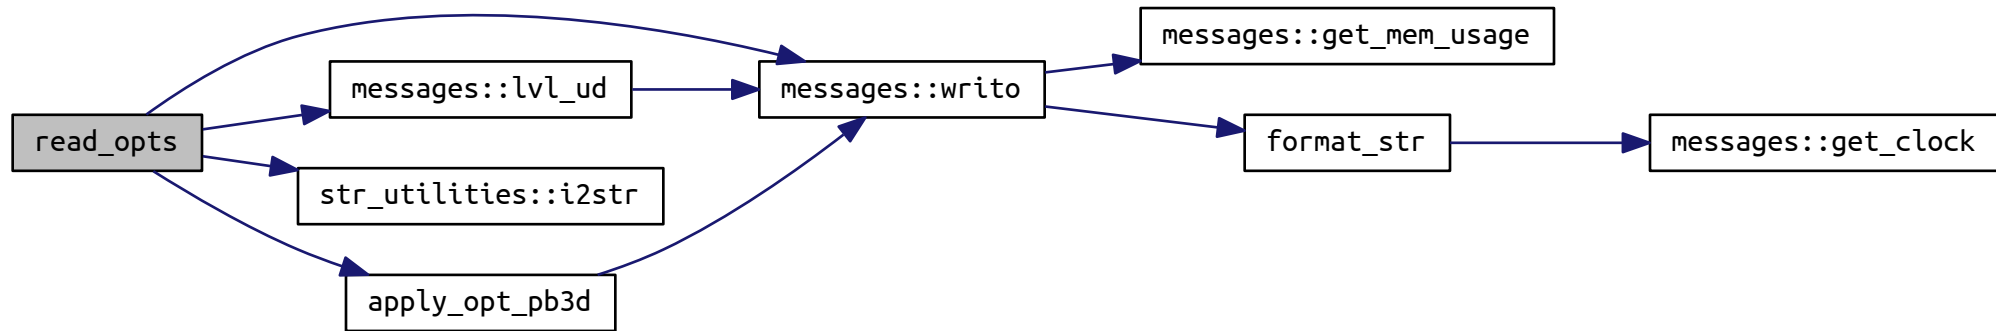 read_opts
messages::lvl_ud
str_utilities::i2str
apply_opt_pb3d
messages::writo
messages::get_mem_usage
format_str
messages::get_clock